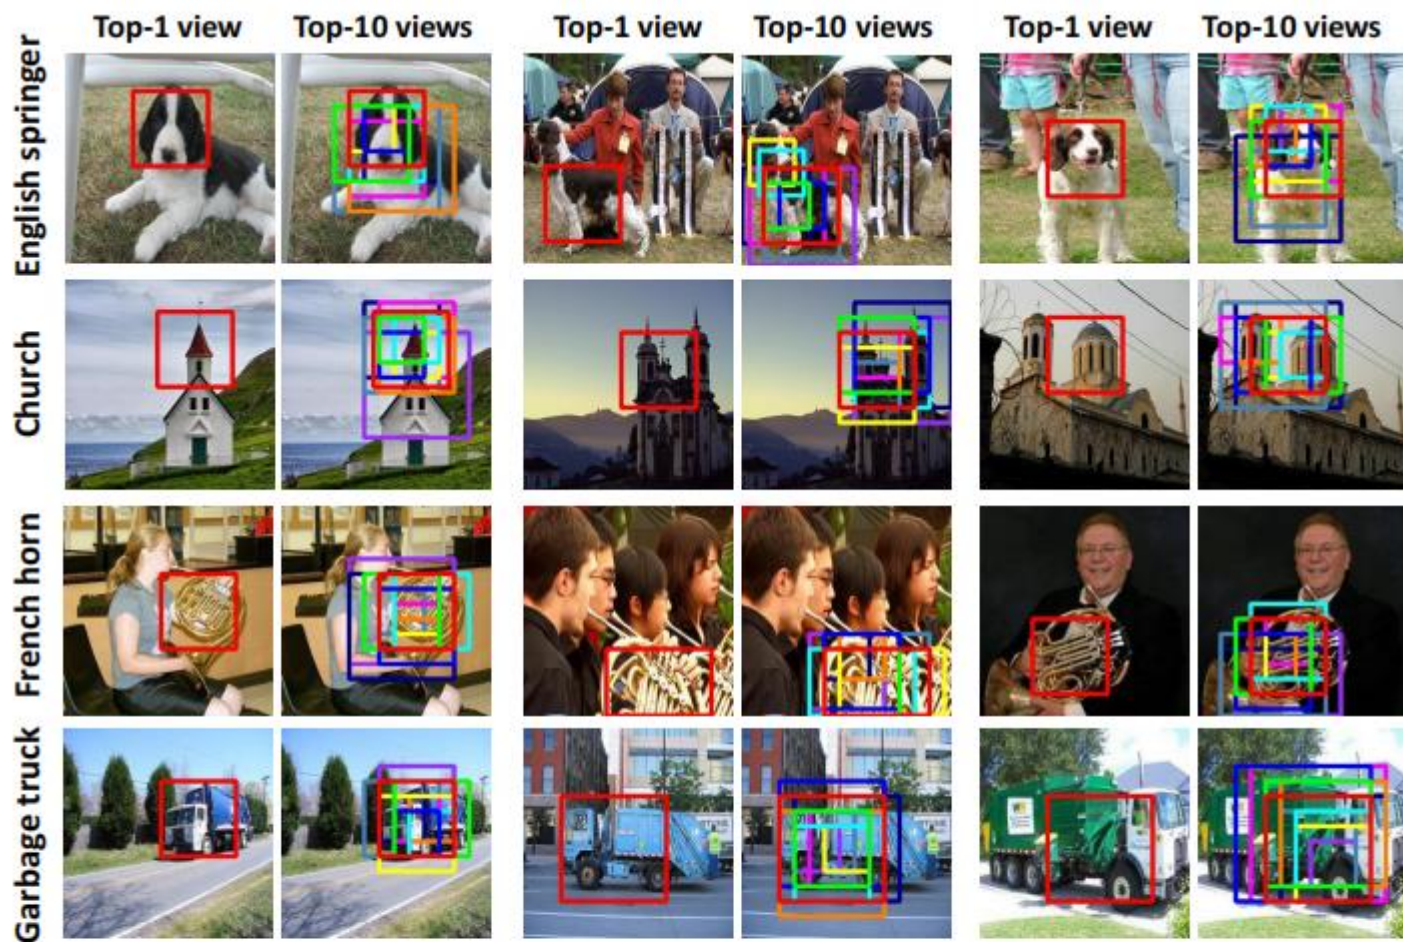 Top-1 view Top-10 views Top-1 view Top-10 views Top-1 view Top-10 views
English springer
Church
French horn
Garbage truck